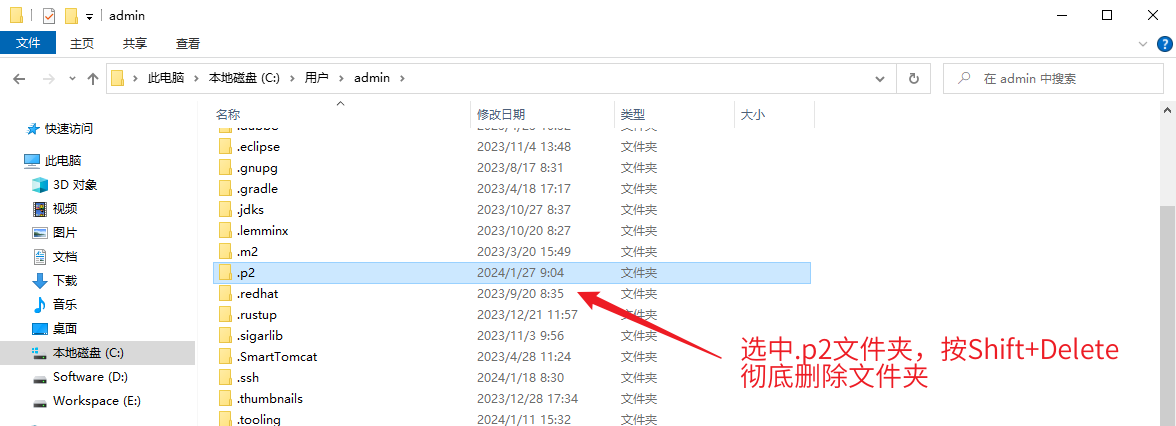 admin
文件 主页 共享 查看
此电脑 本地磁盘 (C:) 用户 admin
在 admin 中搜索
名称 修改日期 类型 大小
快速访问
此电脑
3D 对象
视频
图片
文档
下载
音乐
桌面
本地磁盘 (C:)
Software (D:)
Workspace (E:)
.eclipse 2023/11/4 13:48 文件夹
.gnupg 2023/8/17 8:31 文件夹
.gradle 2023/4/18 17:17 文件夹
.jdks 2023/10/27 8:37 文件夹
.lemminx 2023/10/20 8:27 文件夹
.m2 2023/3/20 15:49 文件夹
.p2 2024/1/27 9:04 文件夹
.redhat 2023/9/20 8:35 文件夹
.rustup 2023/12/21 11:57 文件夹
.sigarlib 2023/11/3 9:56 文件夹
.SmartTomcat 2023/4/28 11:24 文件夹
.ssh 2024/1/18 8:30 文件夹
.thumbnails 2023/12/28 17:34 文件夹
.tooling 2024/1/11 15:32 文件夹
选中.p2文件夹，按Shift+Delete
彻底删除文件夹